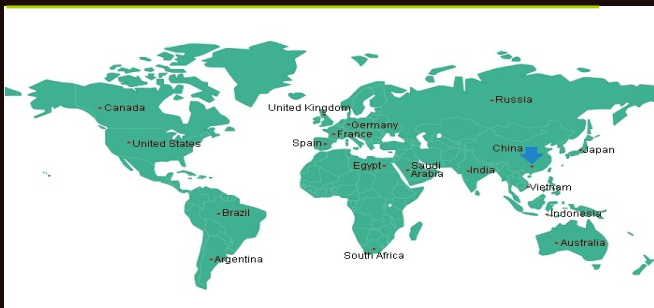 Canada
Russia
United Kingdom
Germany
France
United States
Spain
China
Japan
Egypt
Saudi
Arabia
India
Vietnam
Brazil
Indonesia
Australia
South Africa
Argentina